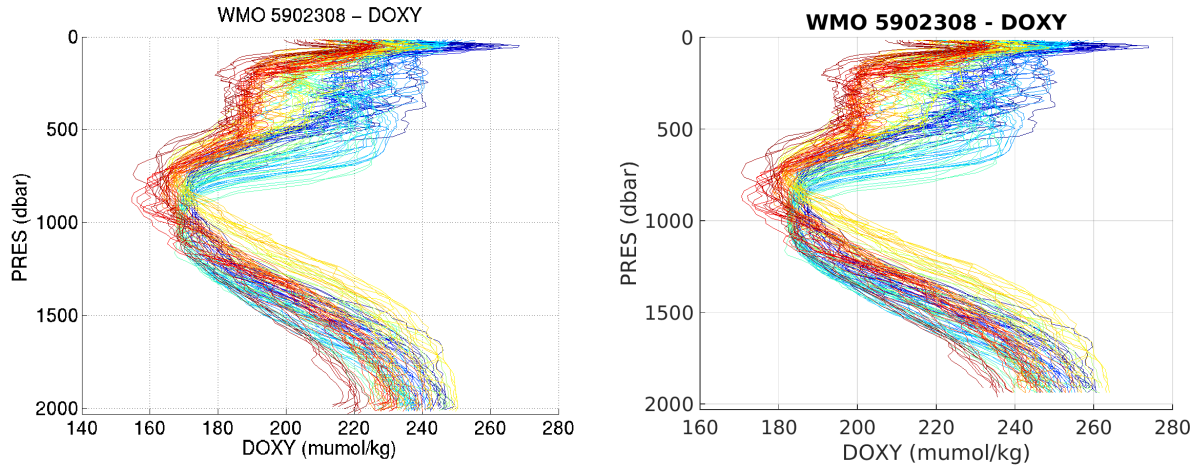 WMO 5902308 − DOXY
0
500
1000
1500
2000
140 160 180 200 220 240 260 280
PRES (dbar)
DOXY (mumol/kg)
WMO 5902308 - DOXY
0
500
1000
1500
2000
160 180 200 220 240 260 280
PRES (dbar)
DOXY (mumol/kg)